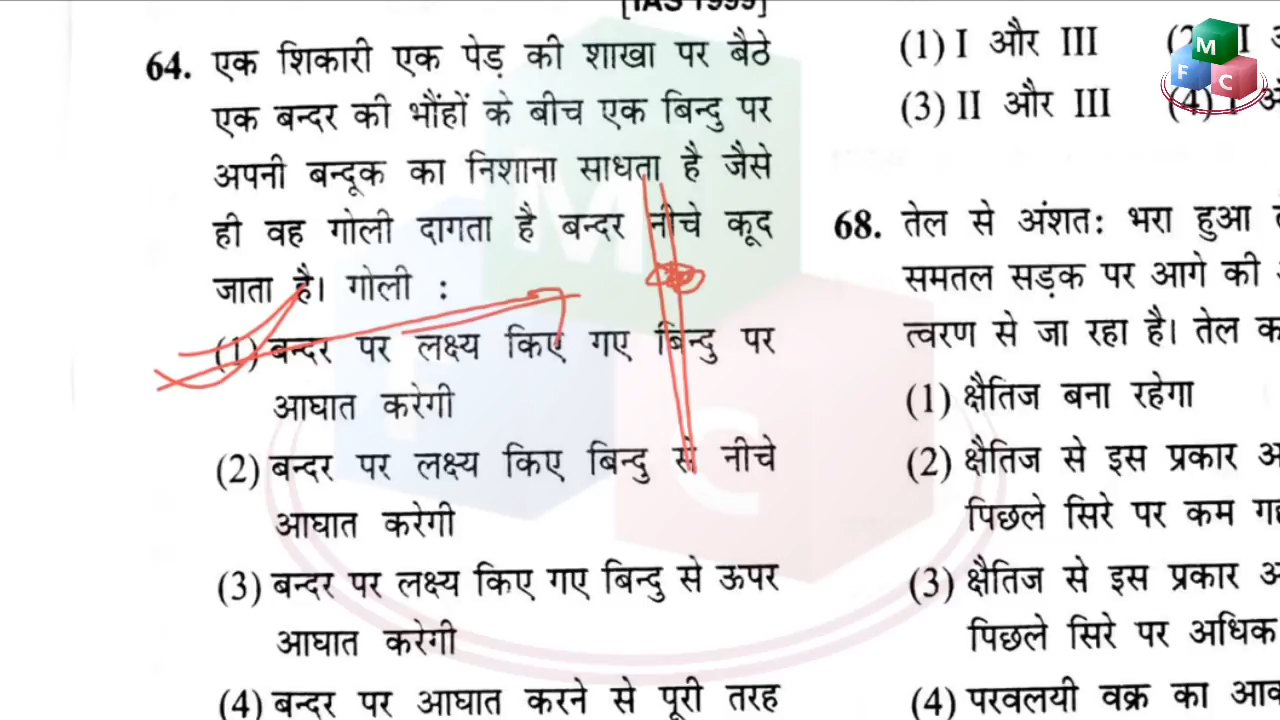 [IAS 1999]
64. एक शिकारी एक पेड़ की शाखा पर बैठे
एक बन्दर की भौंहों के बीच एक बिन्दु पर
अपनी बन्दूक का निशाना साधता है जैसे
ही वह गोली दागता है बन्दर नीचे कूद
जाता है। गोली :
(1) बन्दर पर लक्ष्य किए गए बिन्दु पर
आघात करेगी
(2) बन्दर पर लक्ष्य किए बिन्दु से नीचे
आघात करेगी
(3) बन्दर पर लक्ष्य किए गए बिन्दु से ऊपर
आघात करेगी
(4) बन्दर पर आघात करने से पूरी तरह
(1) I और III
(3) II और III
68. तेल से अंशत: भरा हुआ
समतल सड़क पर आगे की
त्वरण से जा रहा है। तेल
(1) क्षैतिज बना रहेगा
(2) क्षैतिज से इस प्रकार
पिछले सिरे पर कम
(3) क्षैतिज से इस प्रकार
पिछले सिरे पर अधिक
(4) परवलयी वक्र का
M
F
C
M
C